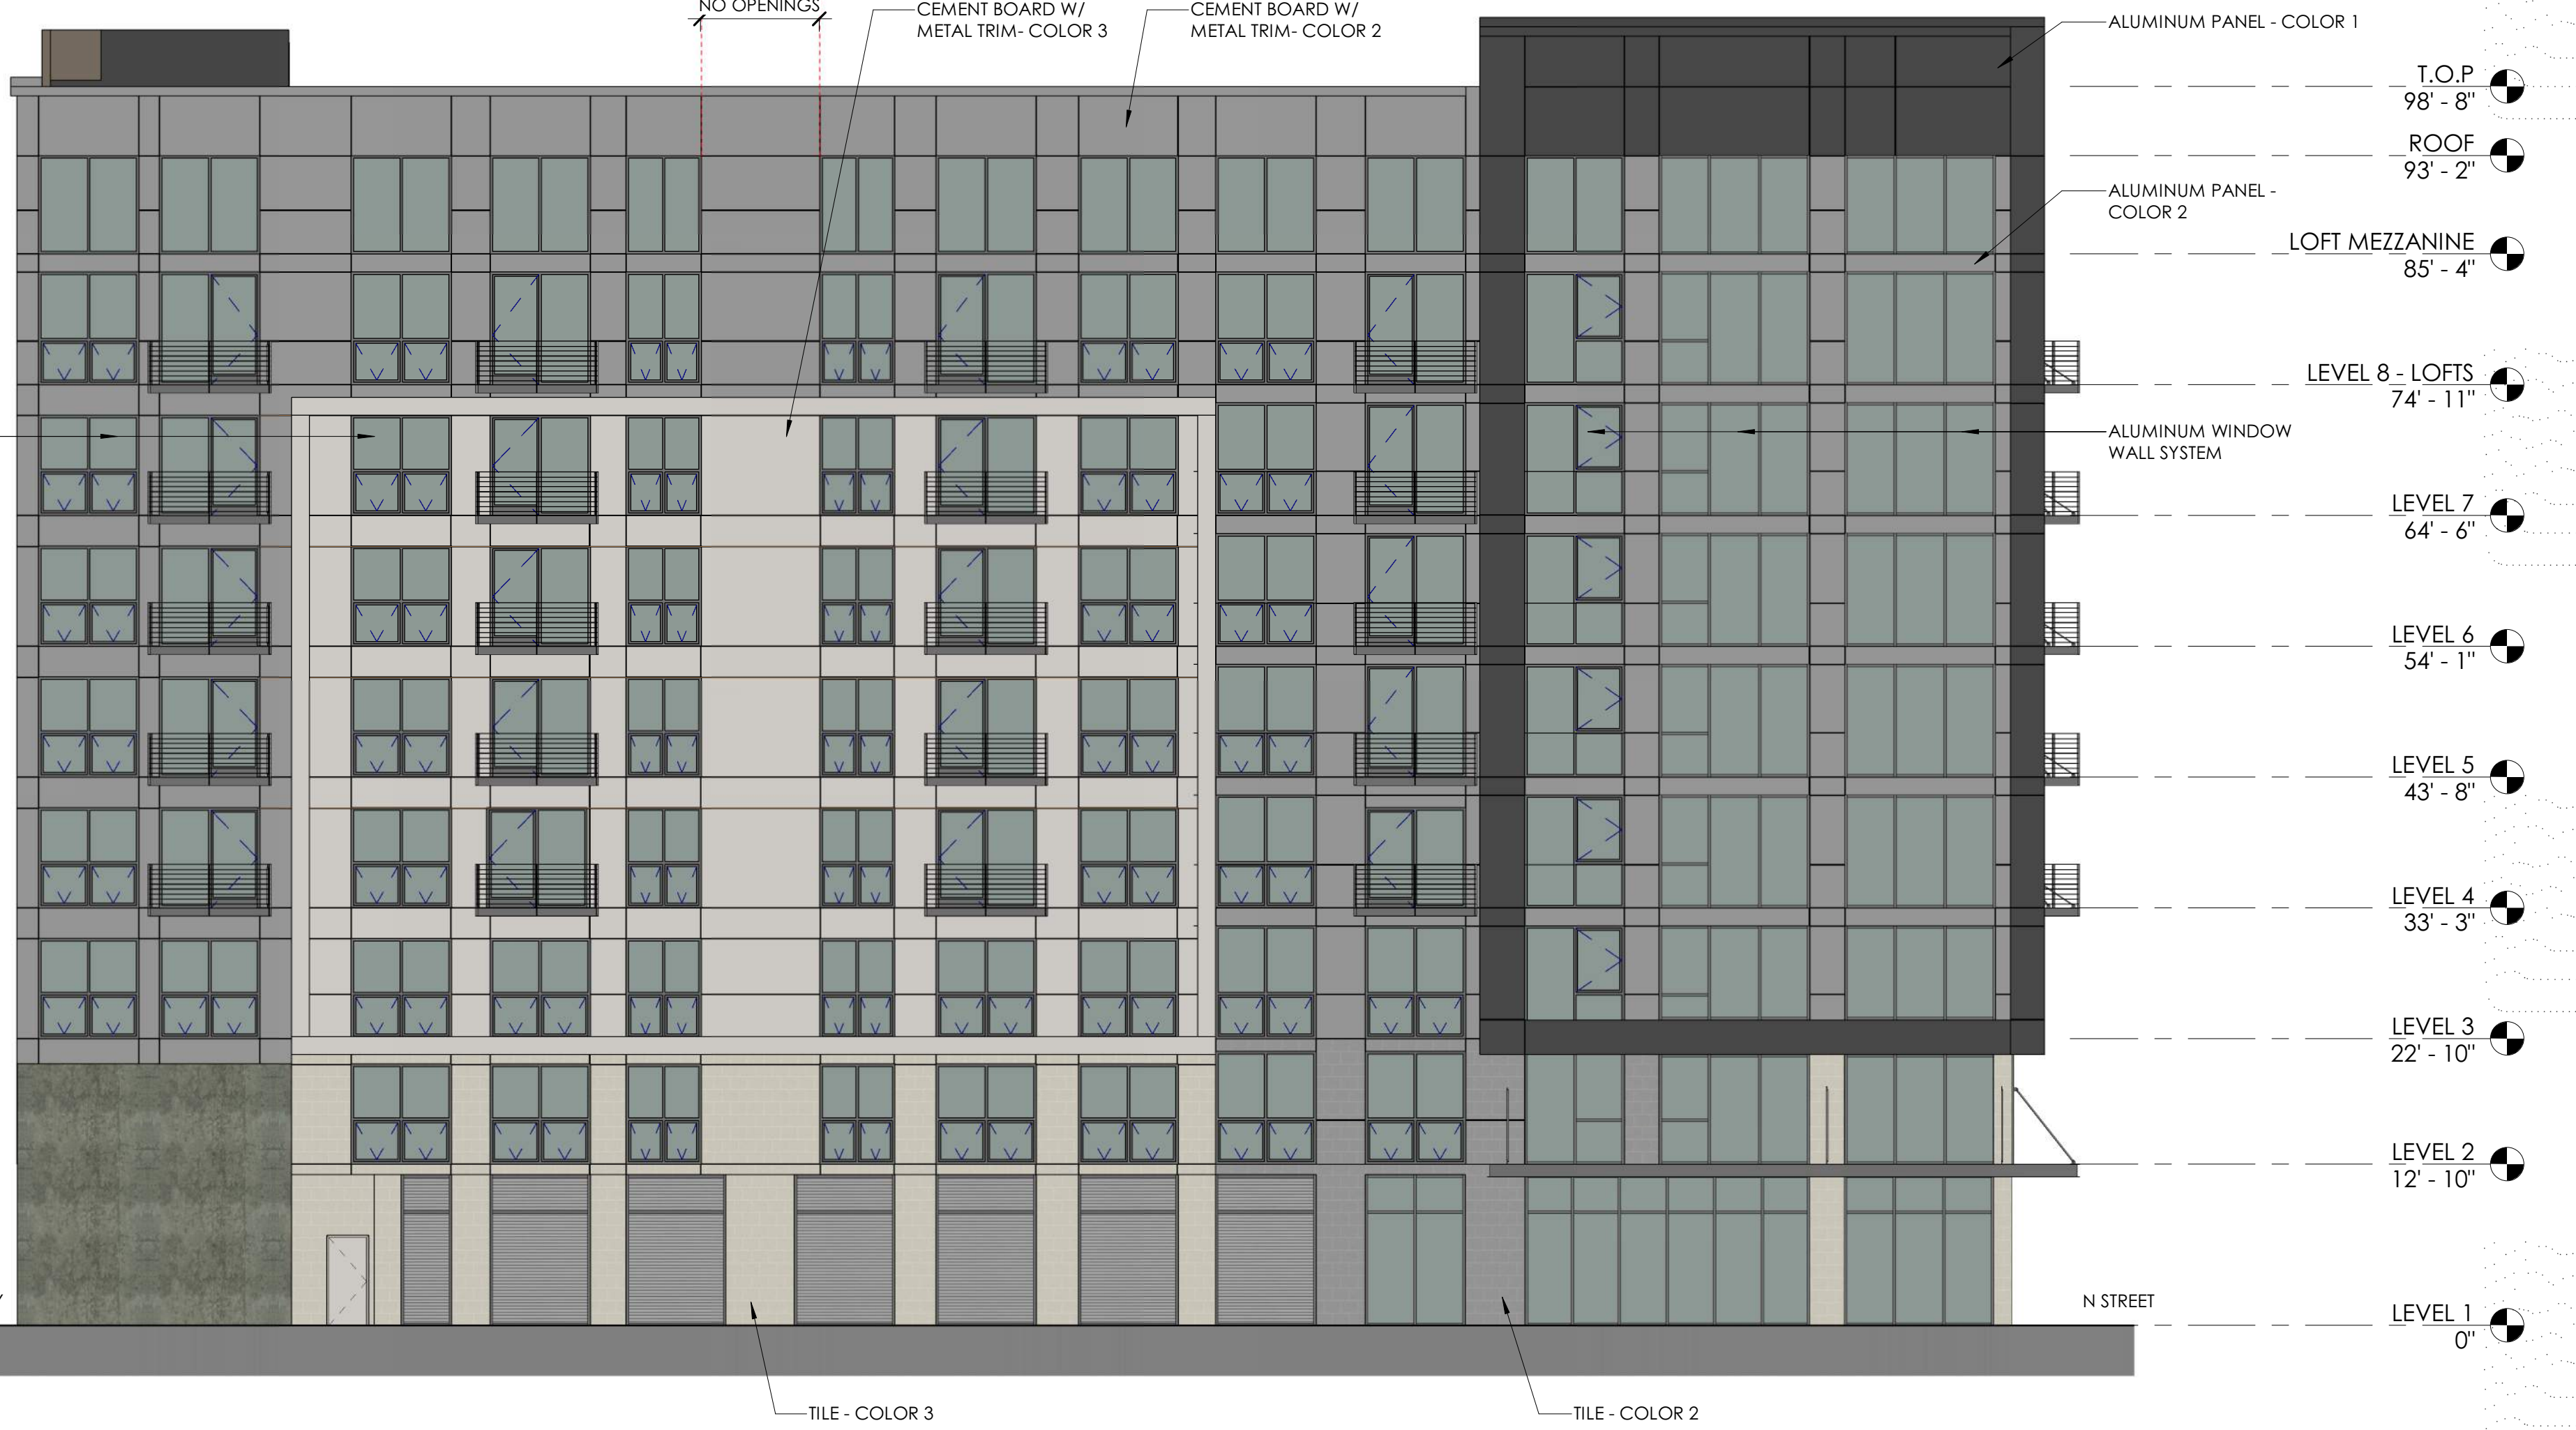 NO OPENINGS
CEMENT BOARD W/
METAL TRIM- COLOR 3
CEMENT BOARD W/
METAL TRIM- COLOR 2
ALUMINUM PANEL - COLOR 1
T.O.P
98' - 8"
ROOF
93' - 2"
ALUMINUM PANEL -
COLOR 2
LOFT MEZZANINE
85' - 4"
LEVEL 8 - LOFTS
74' - 11"
ALUMINUM WINDOW
WALL SYSTEM
LEVEL 7
64' - 6"
LEVEL 6
54' - 1"
LEVEL 5
43' - 8"
LEVEL 4
33' - 3"
LEVEL 3
22' - 10"
LEVEL 2
12' - 10"
N STREET
LEVEL 1
0"
TILE - COLOR 3
TILE - COLOR 2